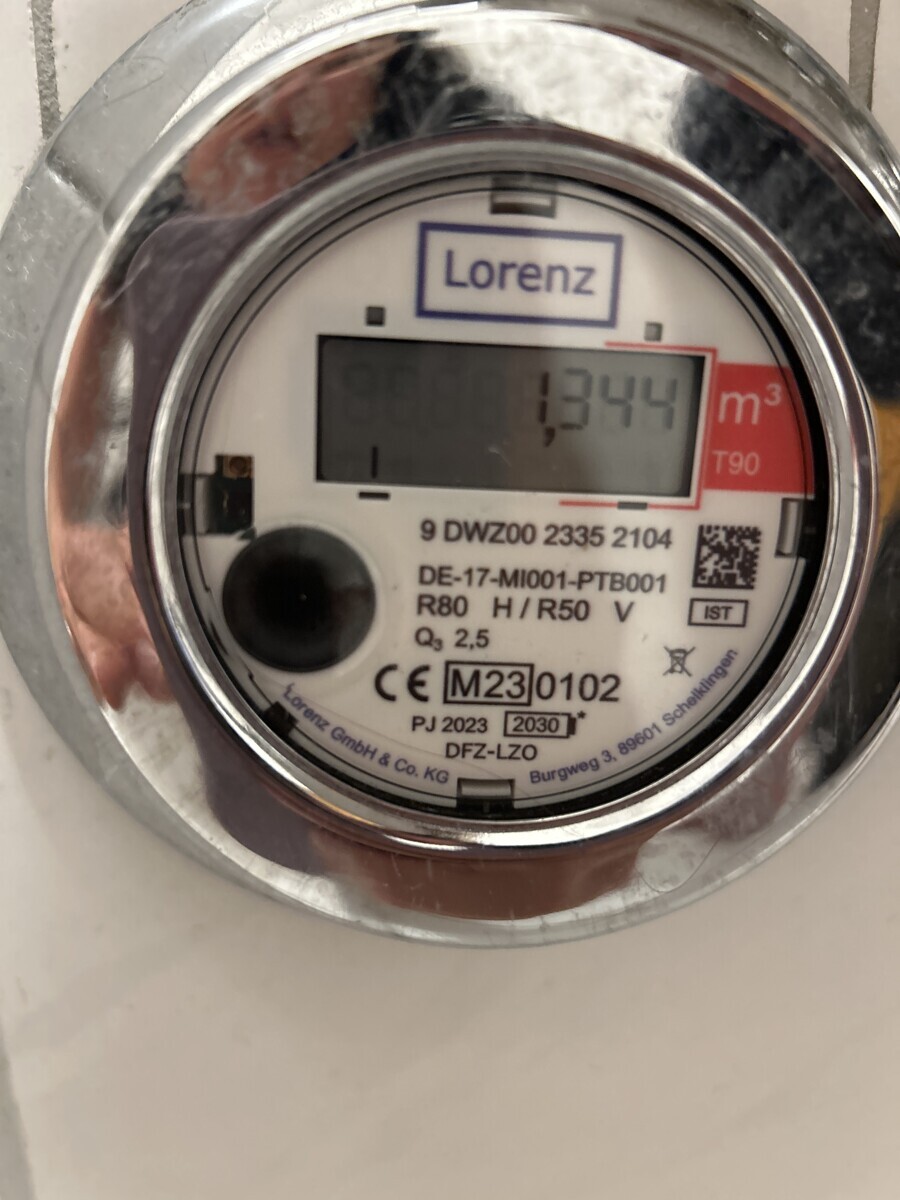 Lorenz
1,344
m³
T90
9 DWZ00 2335 2104
DE-17-MI001-PTB001
R80 H / R50 V
IST
Q₃ 2,5
CE M23 0102
PJ 2023 2030*
DFZ-LZO
Lorenz GmbH & Co. KG
Burgweg 3, 89601 Schelklingen